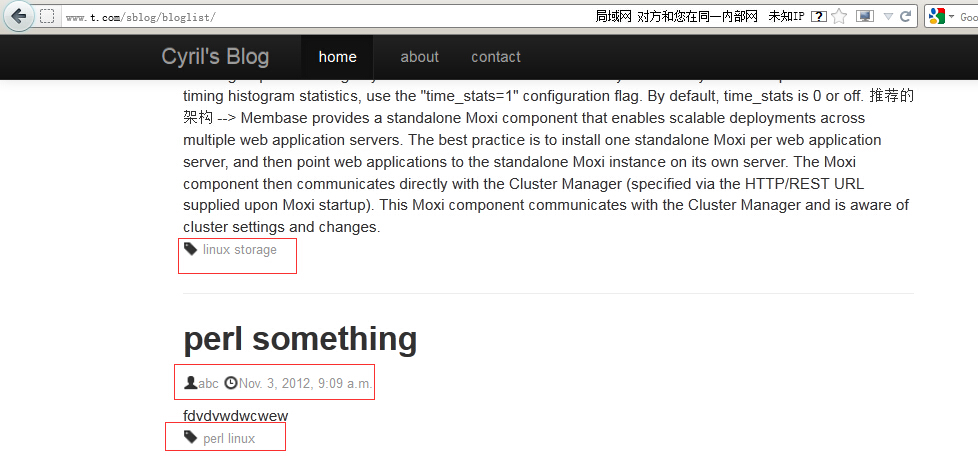 www.t.com/sblog/bloglist/
局域网 对方和您在同一内部网 未知IP
Goo
Cyril's Blog home about contact
timing histogram statistics, use the "time_stats=1" configuration flag. By default, time_stats is 0 or off. 推荐的
架构 --> Membase provides a standalone Moxi component that enables scalable deployments across
multiple web application servers. The best practice is to install one standalone Moxi per web application
server, and then point web applications to the standalone Moxi instance on its own server. The Moxi
component then communicates directly with the Cluster Manager (specified via the HTTP/REST URL
supplied upon Moxi startup). This Moxi component communicates with the Cluster Manager and is aware of
cluster settings and changes.
linux storage
perl something
abc Nov. 3, 2012, 9:09 a.m.
fdvdvwdwcwew
perl linux